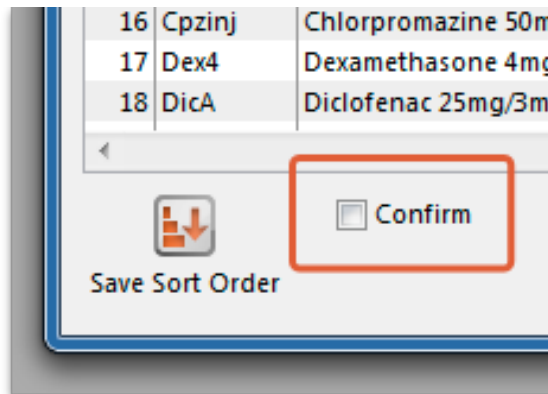 16 Cpzinj Chlorpromazine 50m
17 Dex4 Dexamethasone 4mg
18 DicA Diclofenac 25mg/3m
Confirm
Save Sort Order